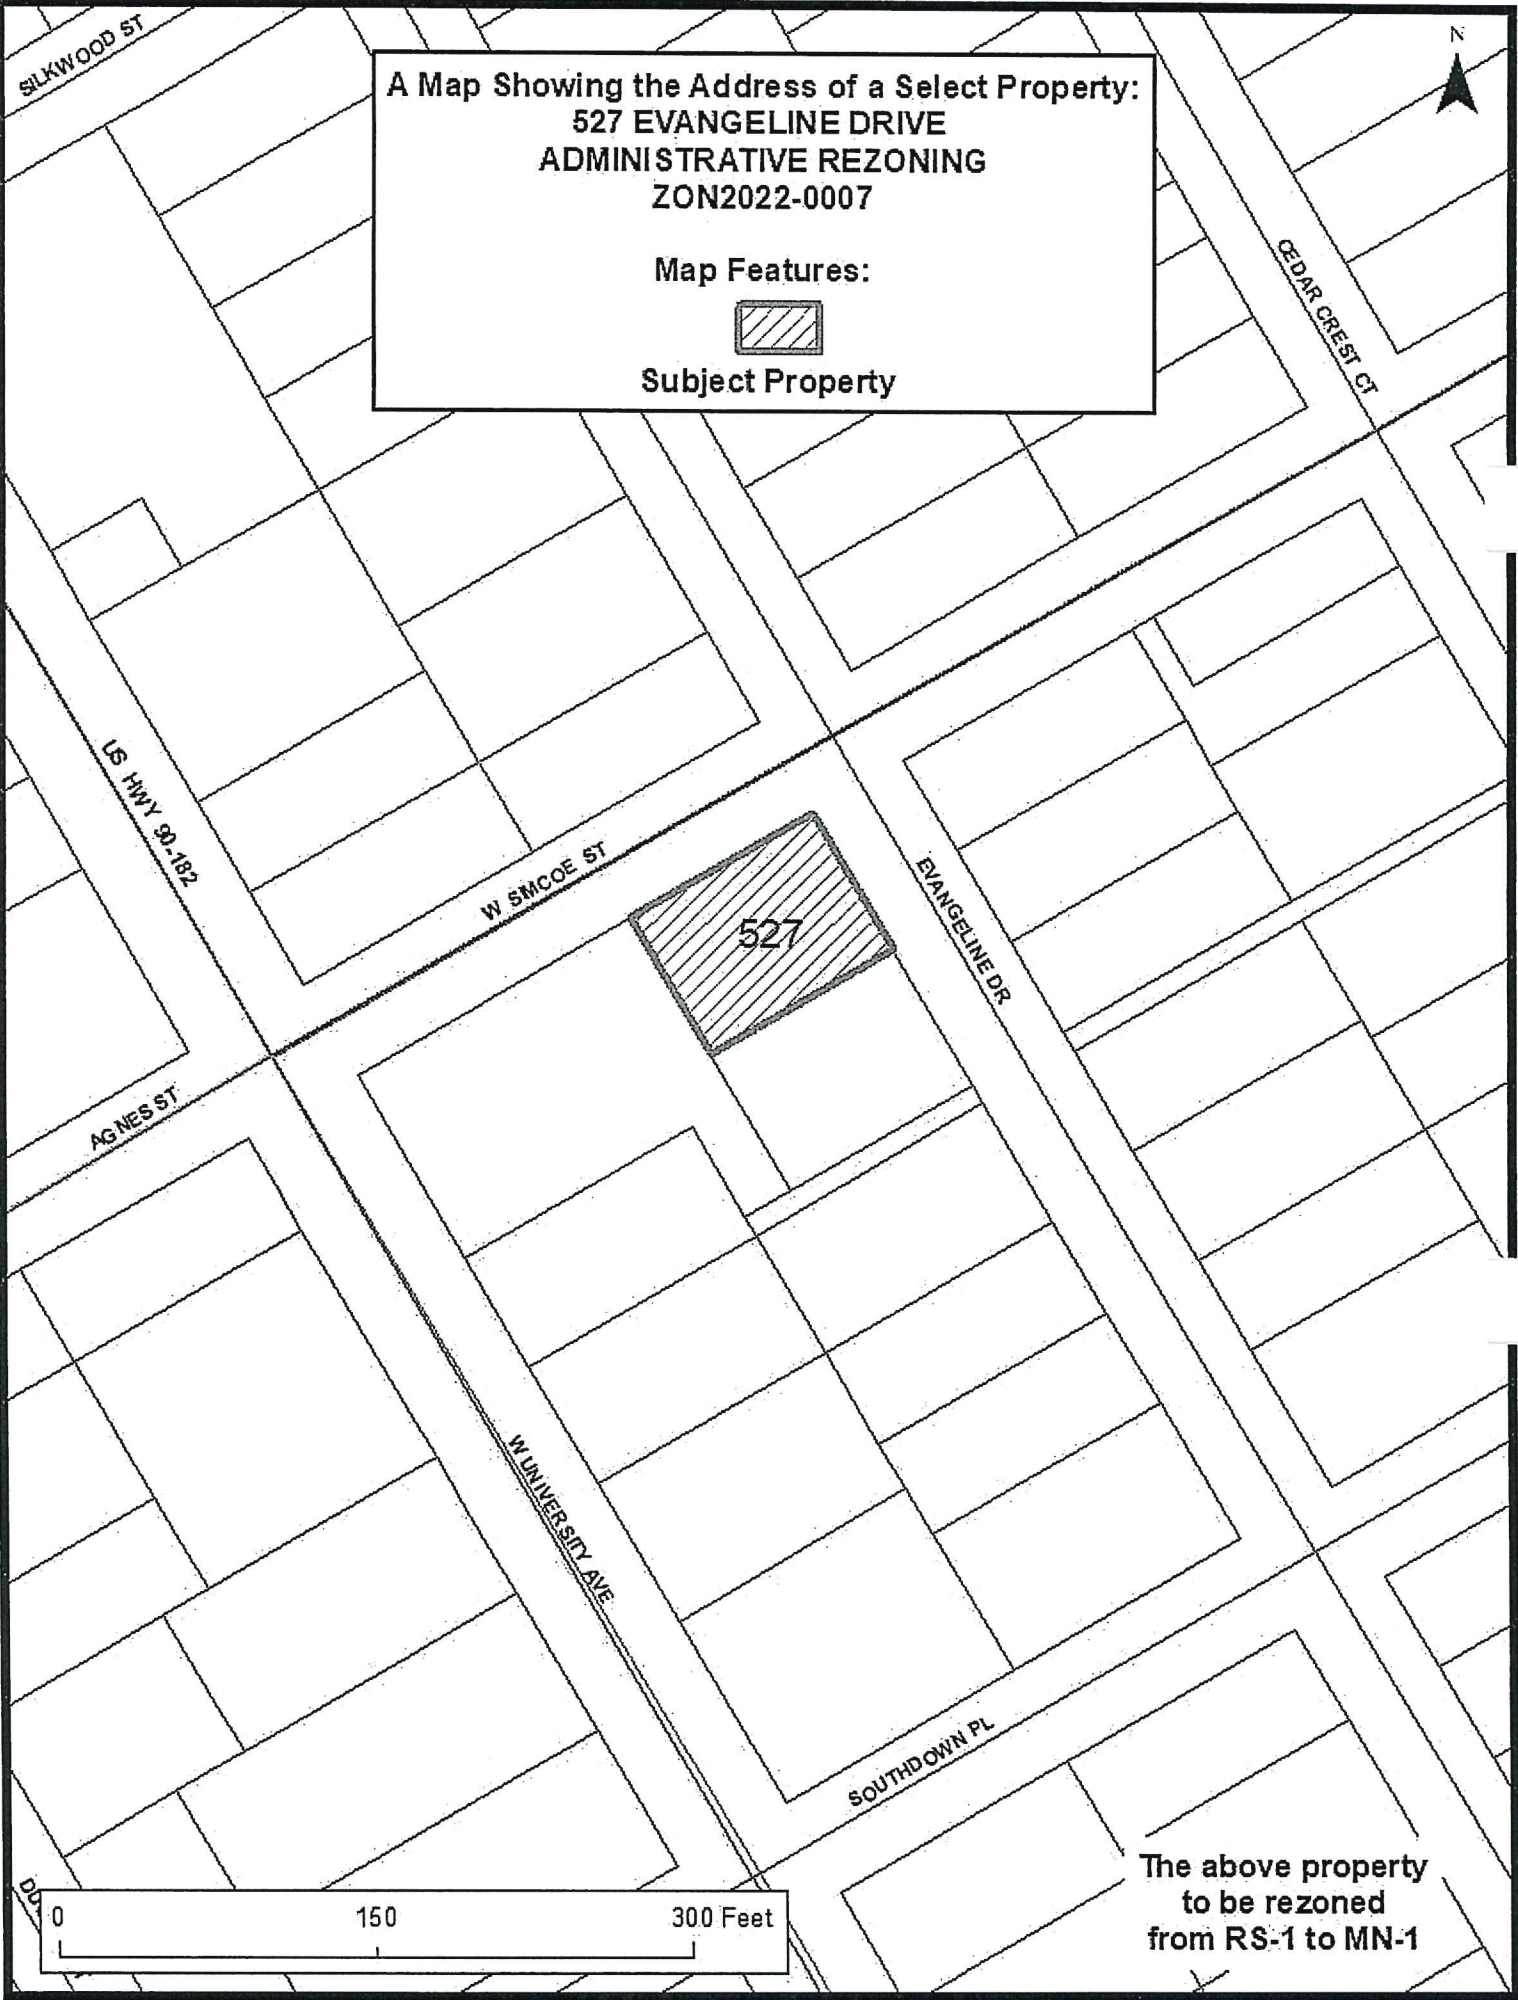 SILKWOOD ST
N
A Map Showing the Address of a Select Property:
527 EVANGELINE DRIVE
ADMINISTRATIVE REZONING
ZON2022-0007
Map Features:
Subject Property
CEDAR CREST CT
US HWY 90-182
W SIMCOE ST
527
EVANGELINE DR
AGNES ST
W UNIVERSITY AVE
SOUTHDOWN PL
The above property
to be rezoned
from RS-1 to MN-1
0 150 300 Feet